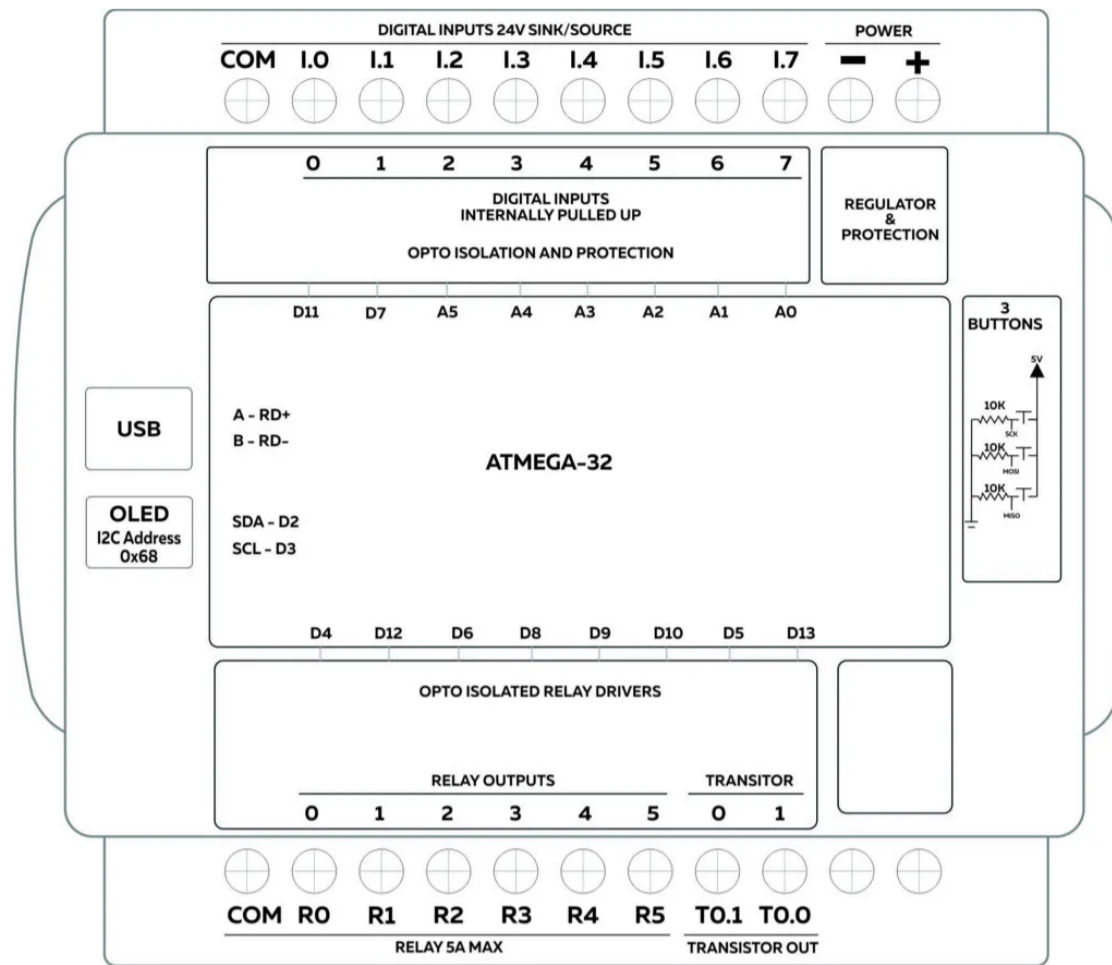 DIGITAL INPUTS 24V SINK/SOURCE
POWER
COM I.0 I.1 I.2 I.3 I.4 I.5 I.6 I.7 − +
0 1 2 3 4 5 6 7
DIGITAL INPUTS
INTERNALLY PULLED UP
OPTO ISOLATION AND PROTECTION
REGULATOR
&
PROTECTION
D11 D7 A5 A4 A3 A2 A1 A0
3
BUTTONS
5V
10K
SCK
10K
MOSI
10K
MISO
USB
A - RD+
B - RD-
ATMEGA-32
OLED
I2C Address
0x68
SDA - D2
SCL - D3
D4 D12 D6 D8 D9 D10 D5 D13
OPTO ISOLATED RELAY DRIVERS
RELAY OUTPUTS
TRANSITOR
0 1 2 3 4 5 0 1
COM R0 R1 R2 R3 R4 R5 T0.1 T0.0
RELAY 5A MAX
TRANSISTOR OUT